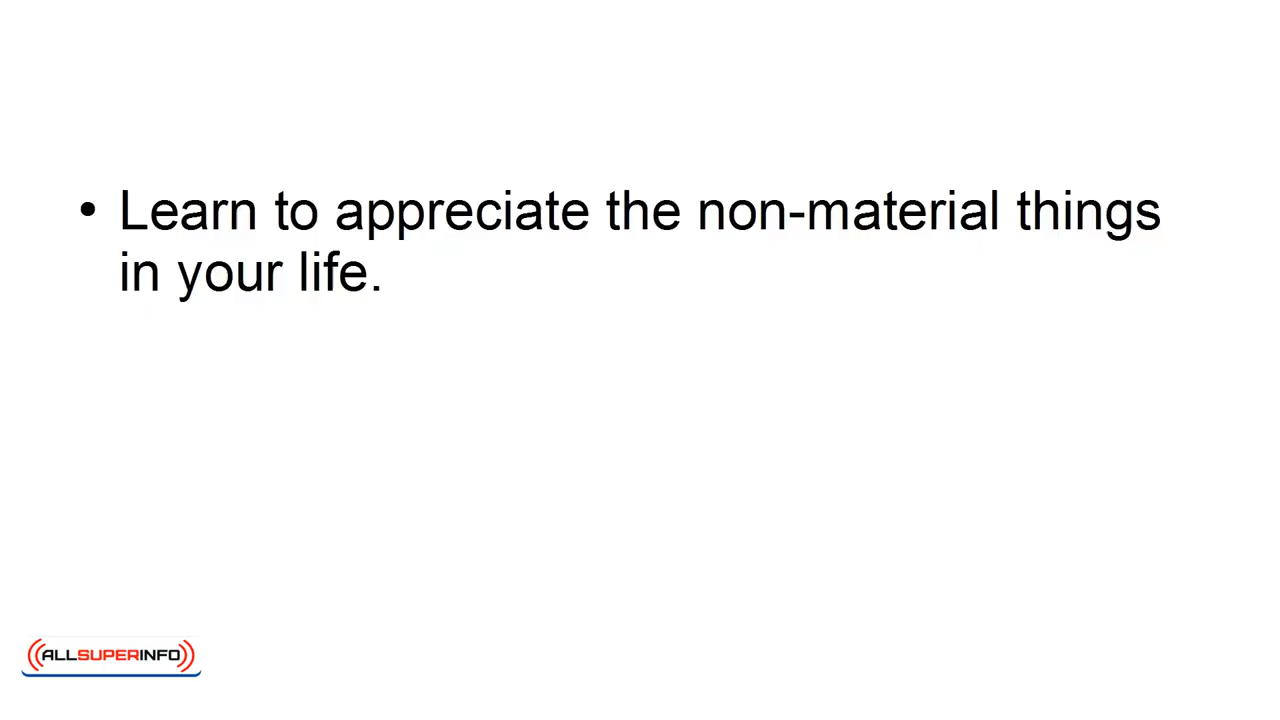 • Learn to appreciate the non-material things
in your life.
((ALLSUPERINFO))